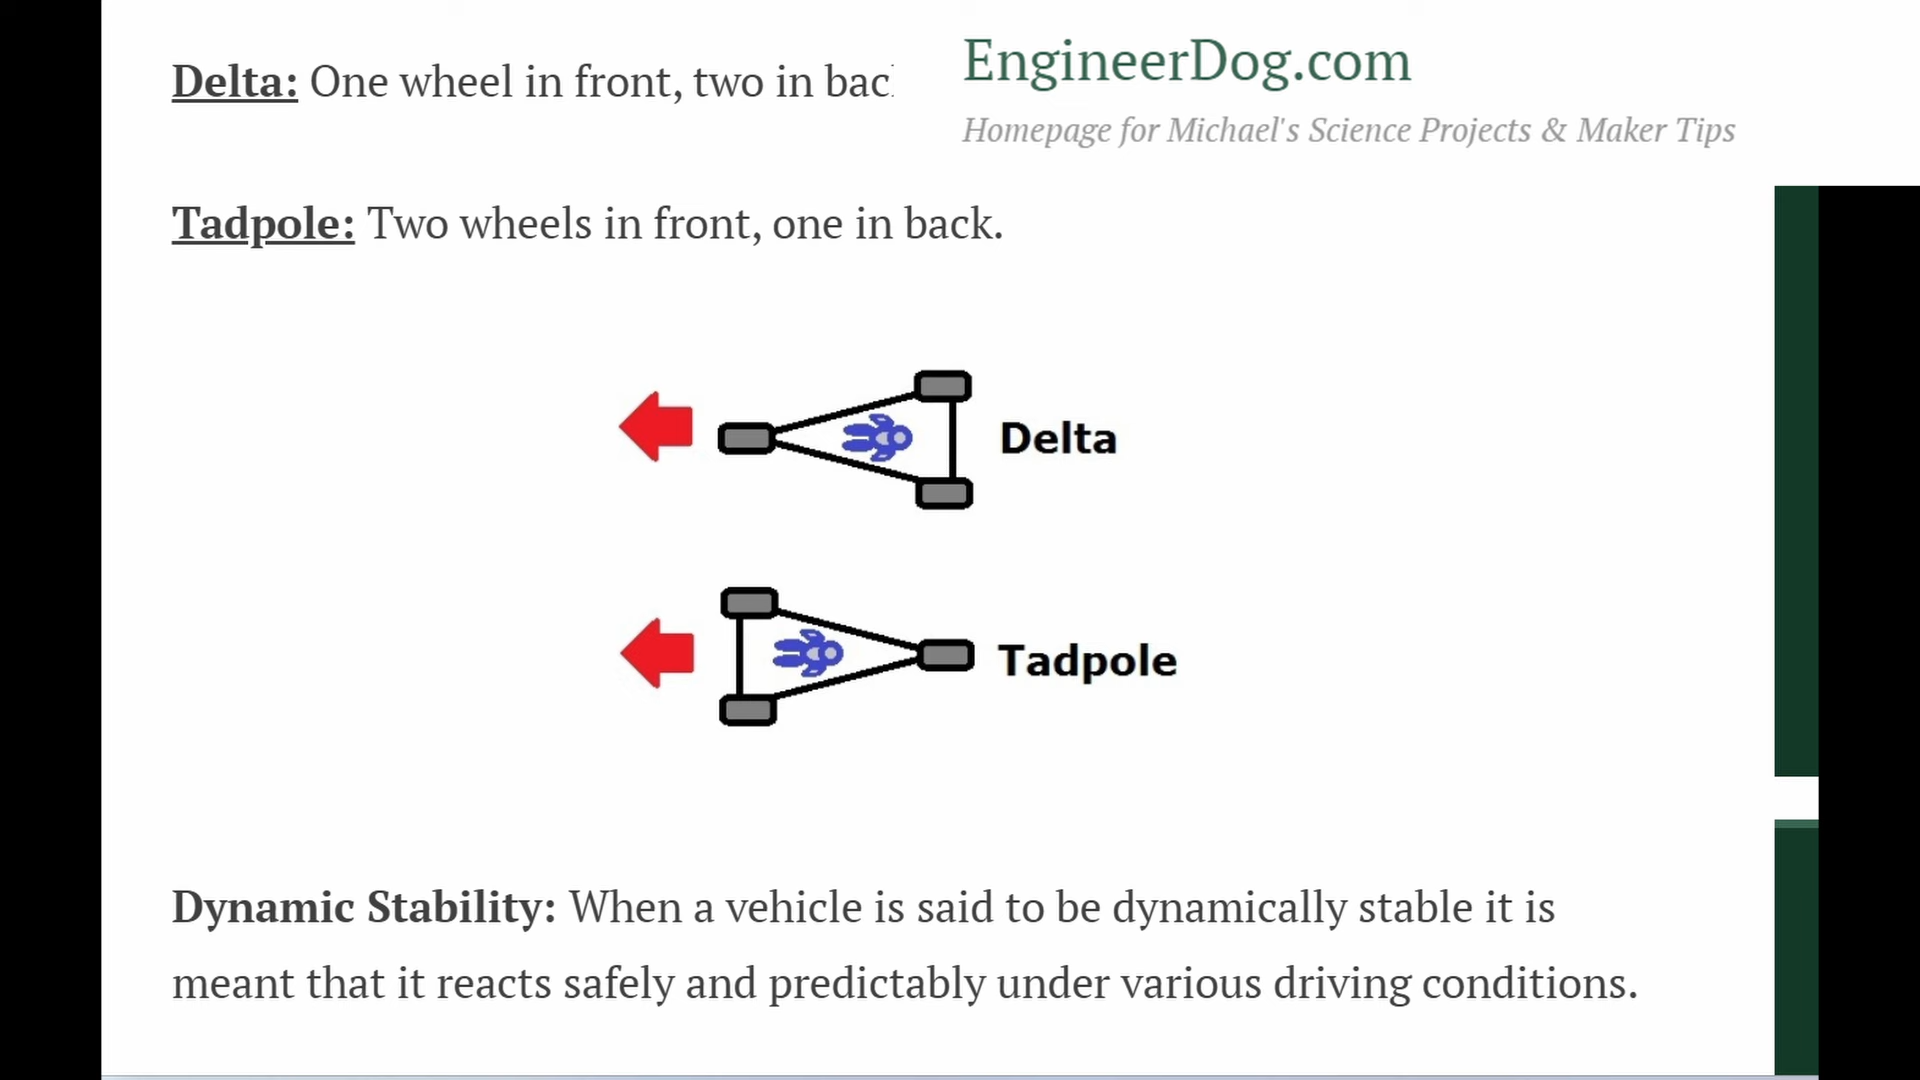 Delta: One wheel in front, two in bac
EngineerDog.com
Homepage for Michael's Science Projects & Maker Tips
Tadpole: Two wheels in front, one in back.
Delta
Tadpole
Dynamic Stability: When a vehicle is said to be dynamically stable it is
meant that it reacts safely and predictably under various driving conditions.